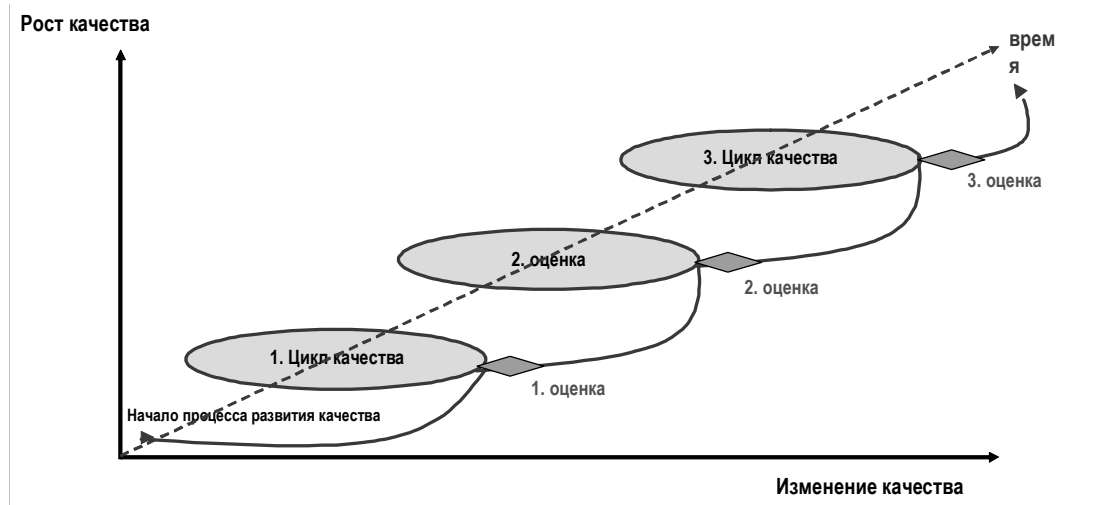 Рост качества
врем
я
3. Цикл качества
3. оценка
2. оценка
2. оценка
1. Цикл качества
1. оценка
Начало процесса развития качества
Изменение качества